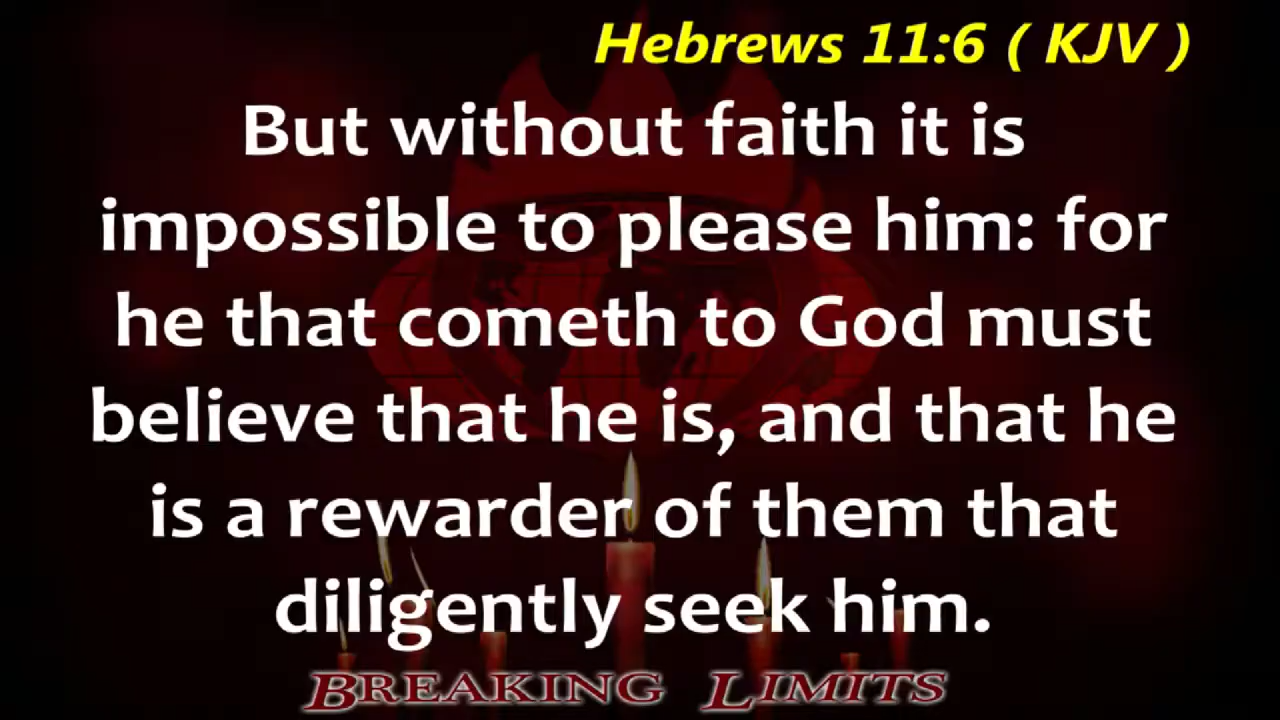 Hebrews 11:6 ( KJV )
But without faith it is
impossible to please him: for
he that cometh to God must
believe that he is, and that he
is a rewarder of them that
diligently seek him.
BREAKING LIMITS